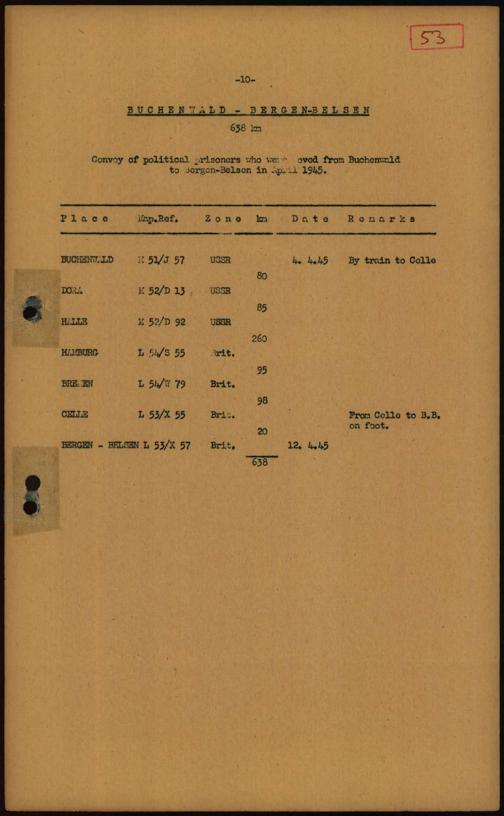 53
-10-
BUCHENWALD - BERGEN-BELSEN
638 km
Convoy of political prisoners who were moved from Buchenwald
to Bergen-Belsen in April 1945.
Place Map.Ref. Zone km Date Remarks
BUCHENWALD K 51/J 57 USSR 4. 4.45 By train to Celle
80
DORA K 52/D 13 USSR
85
HALLE K 52/D 92 USSR
260
HAMBURG L 54/S 55 Brit.
95
BREMEN L 54/W 79 Brit.
98
CELLE L 53/X 55 Brit. From Celle to B.B.
on foot.
20
BERGEN - BELSEN L 53/X 57 Brit. 12. 4.45
638